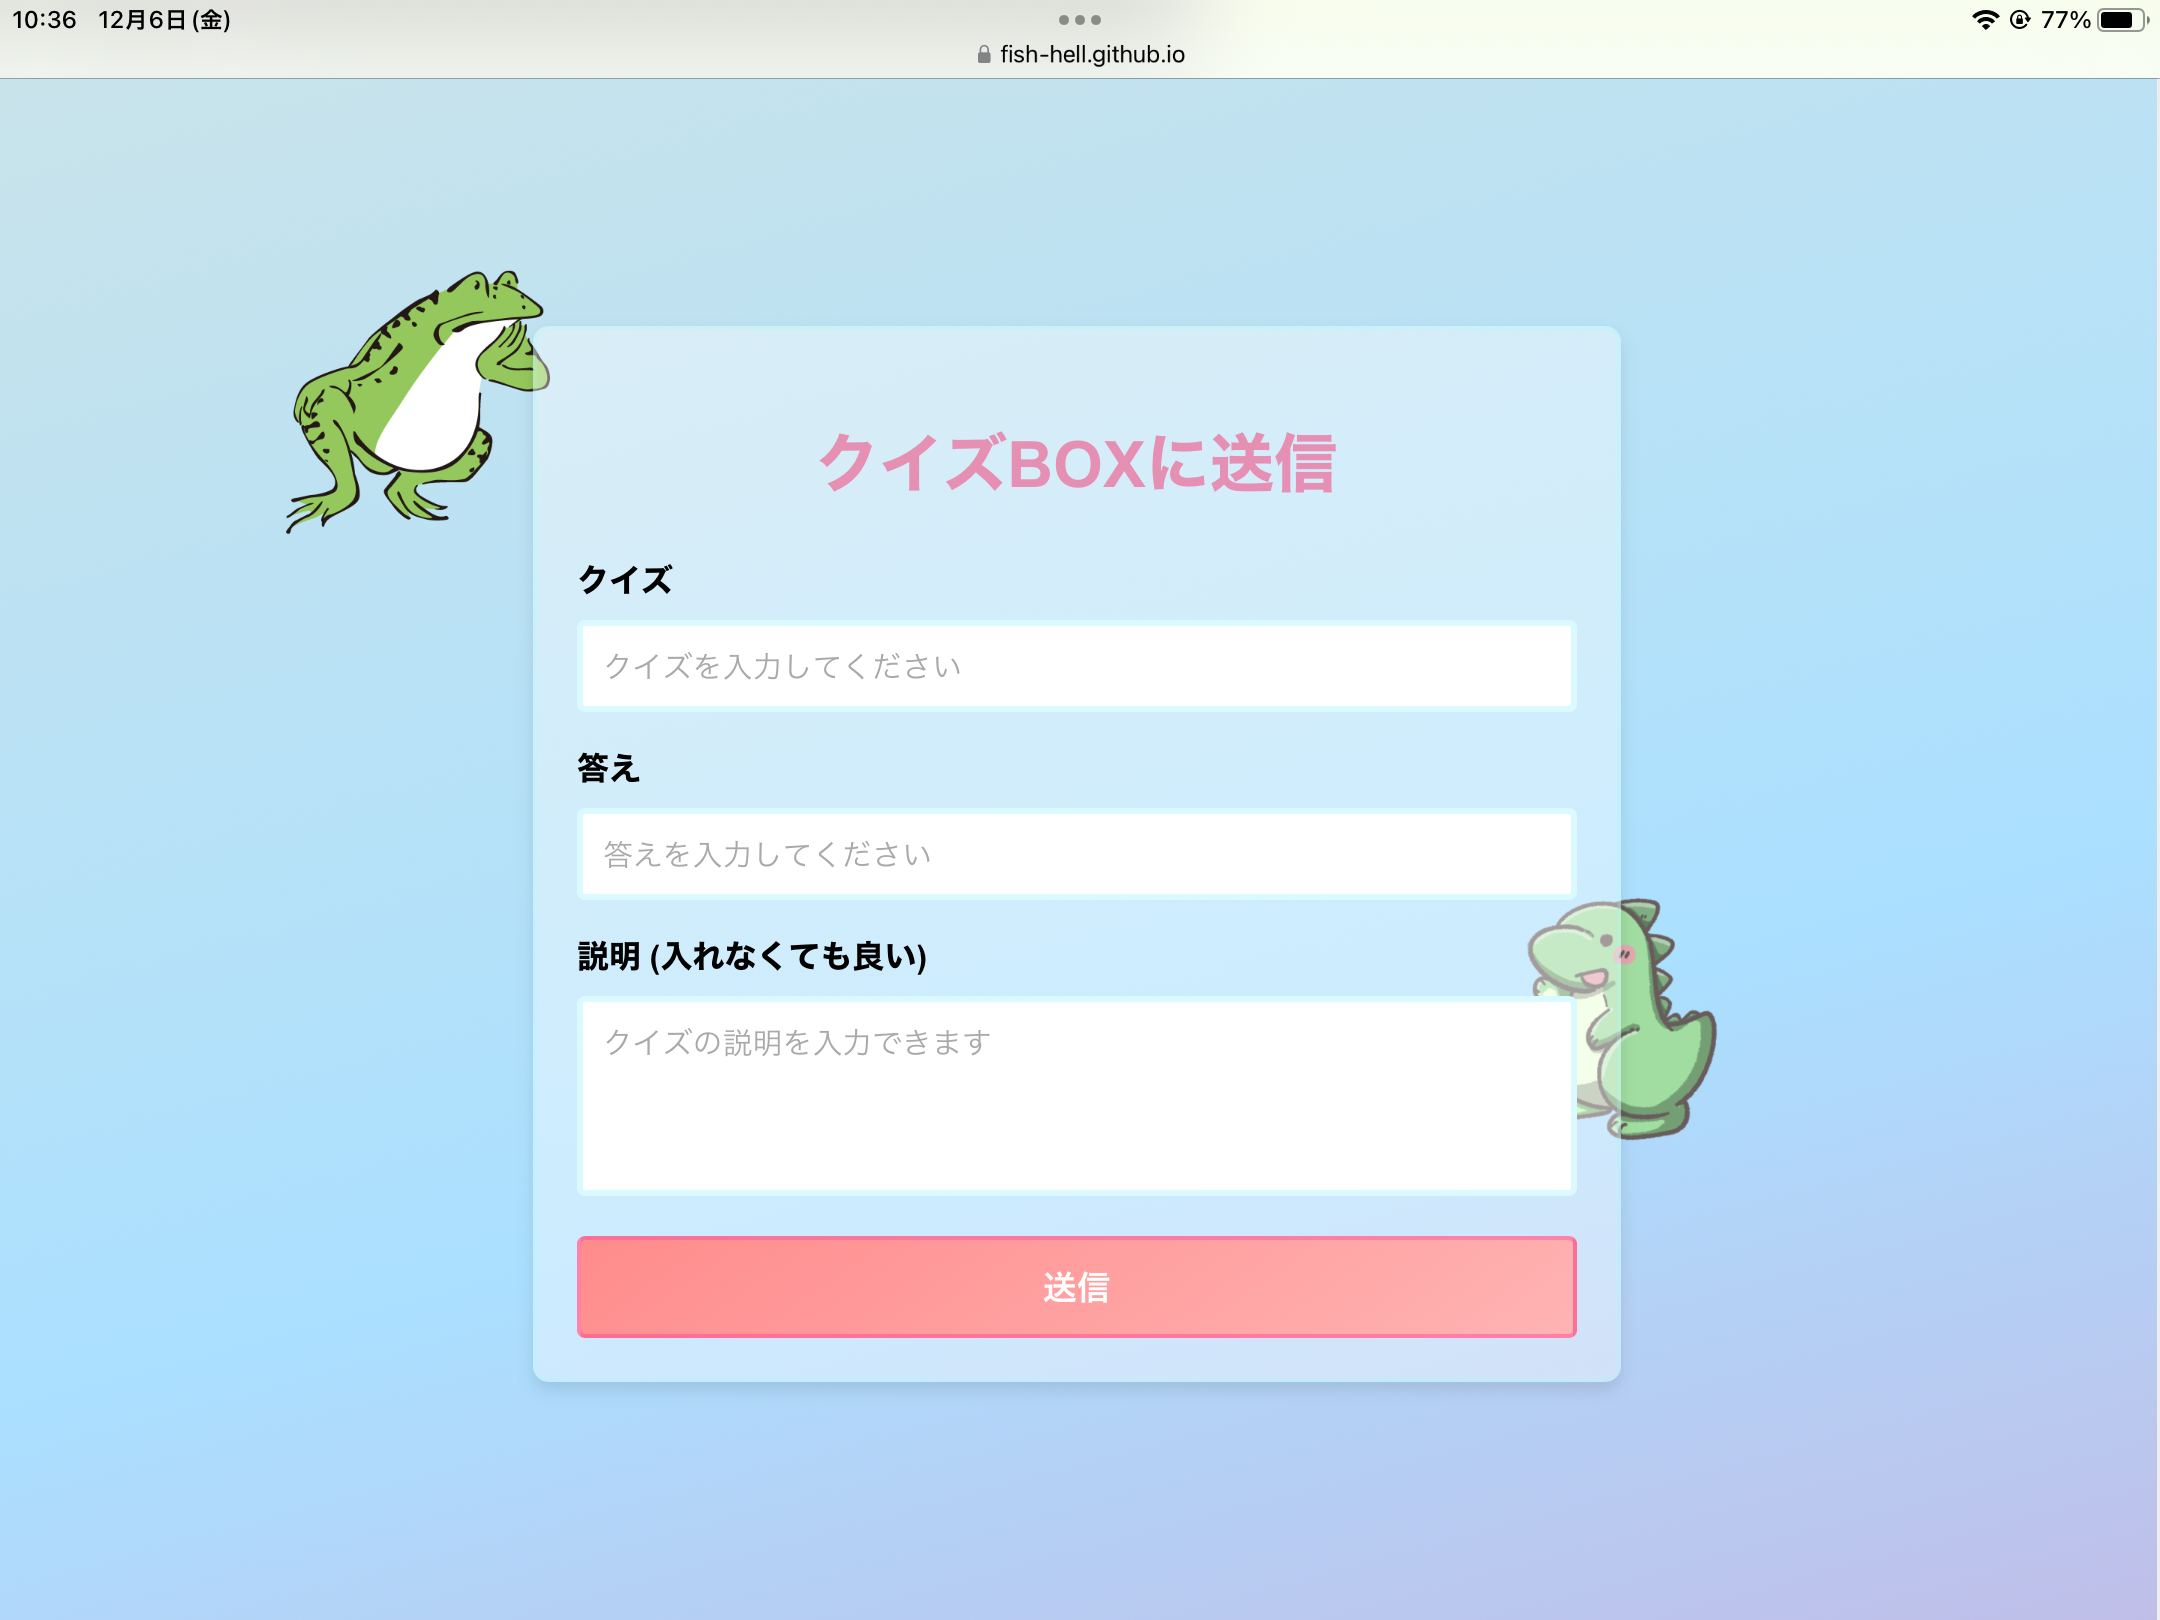 10:36 12月6日(金)
77%
fish-hell.github.io
クイズBOXに送信
クイズ
クイズを入力してください
答え
答えを入力してください
説明 (入れなくても良い)
クイズの説明を入力できます
送信